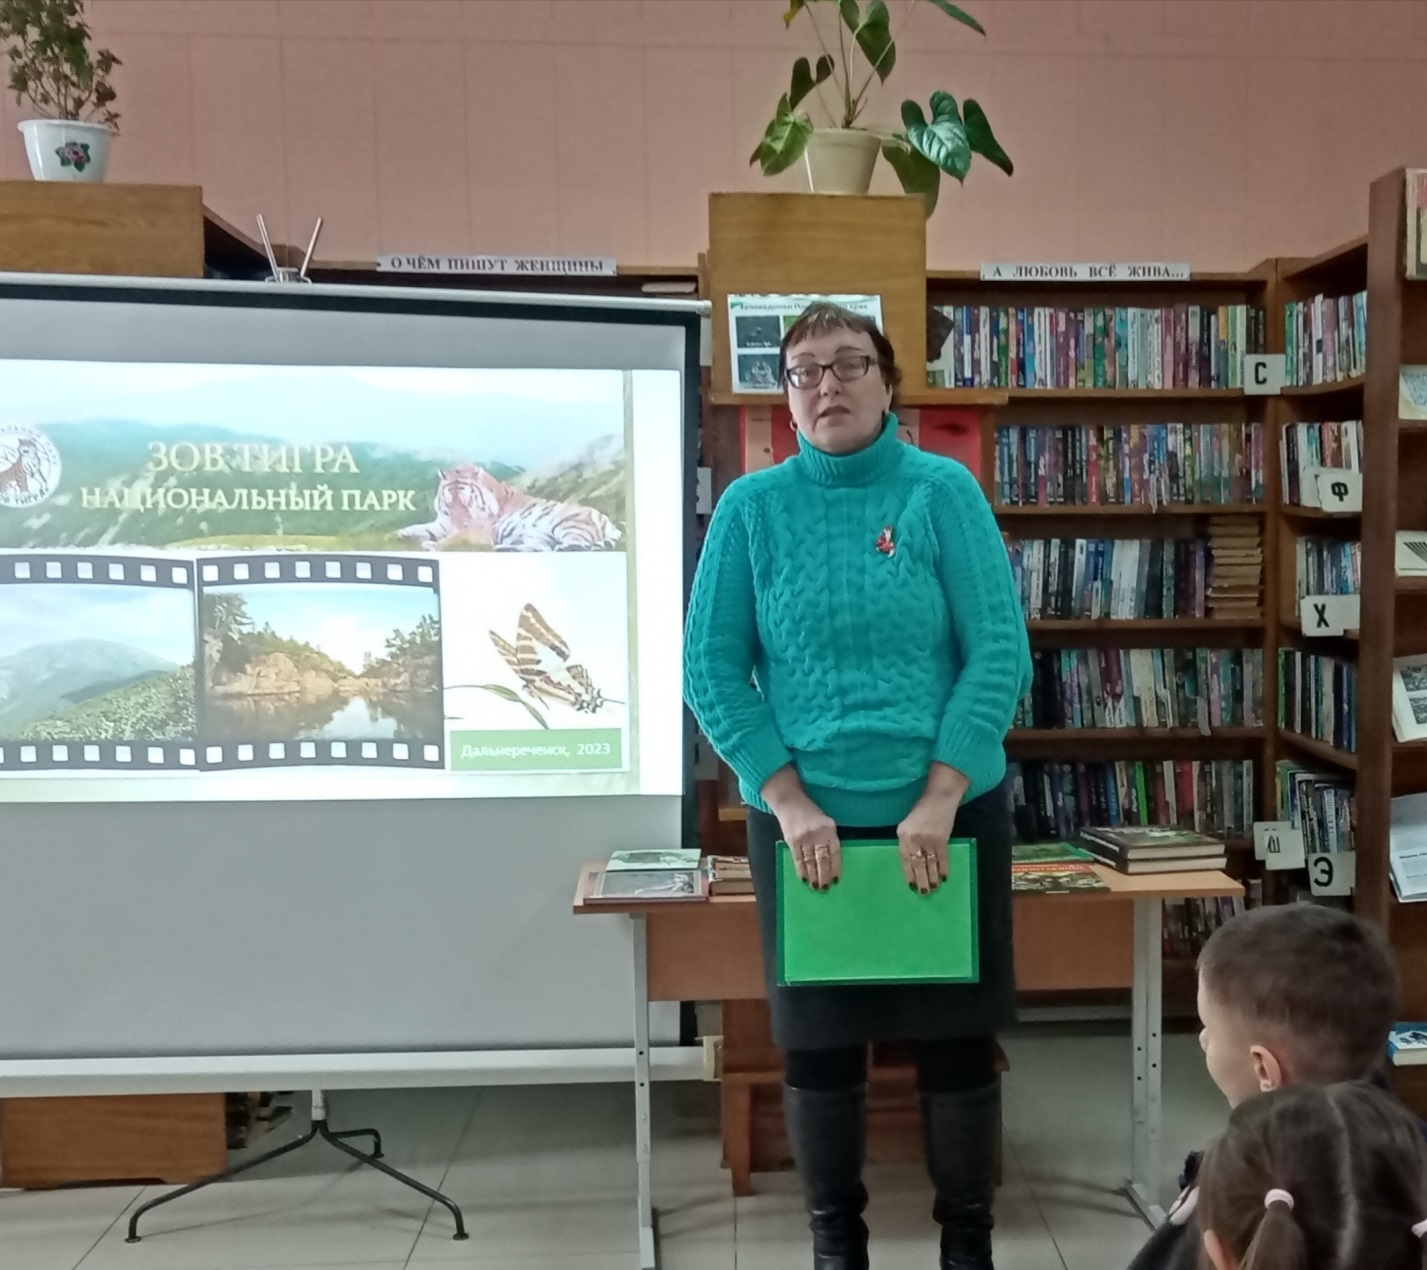 О ЧЁМ ПИШУТ ЖЕНЩИНЫ
А ЛЮБОВЬ ВСЁ ЖИВА...
ЗОВ ТИГРА
НАЦИОНАЛЬНЫЙ ПАРК
Дальнереченск, 2023
С
Ф
Х
Ш
Э